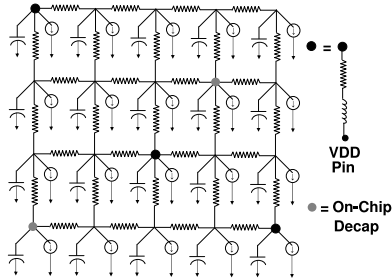 =
VDD
Pin
= On-Chip
Decap